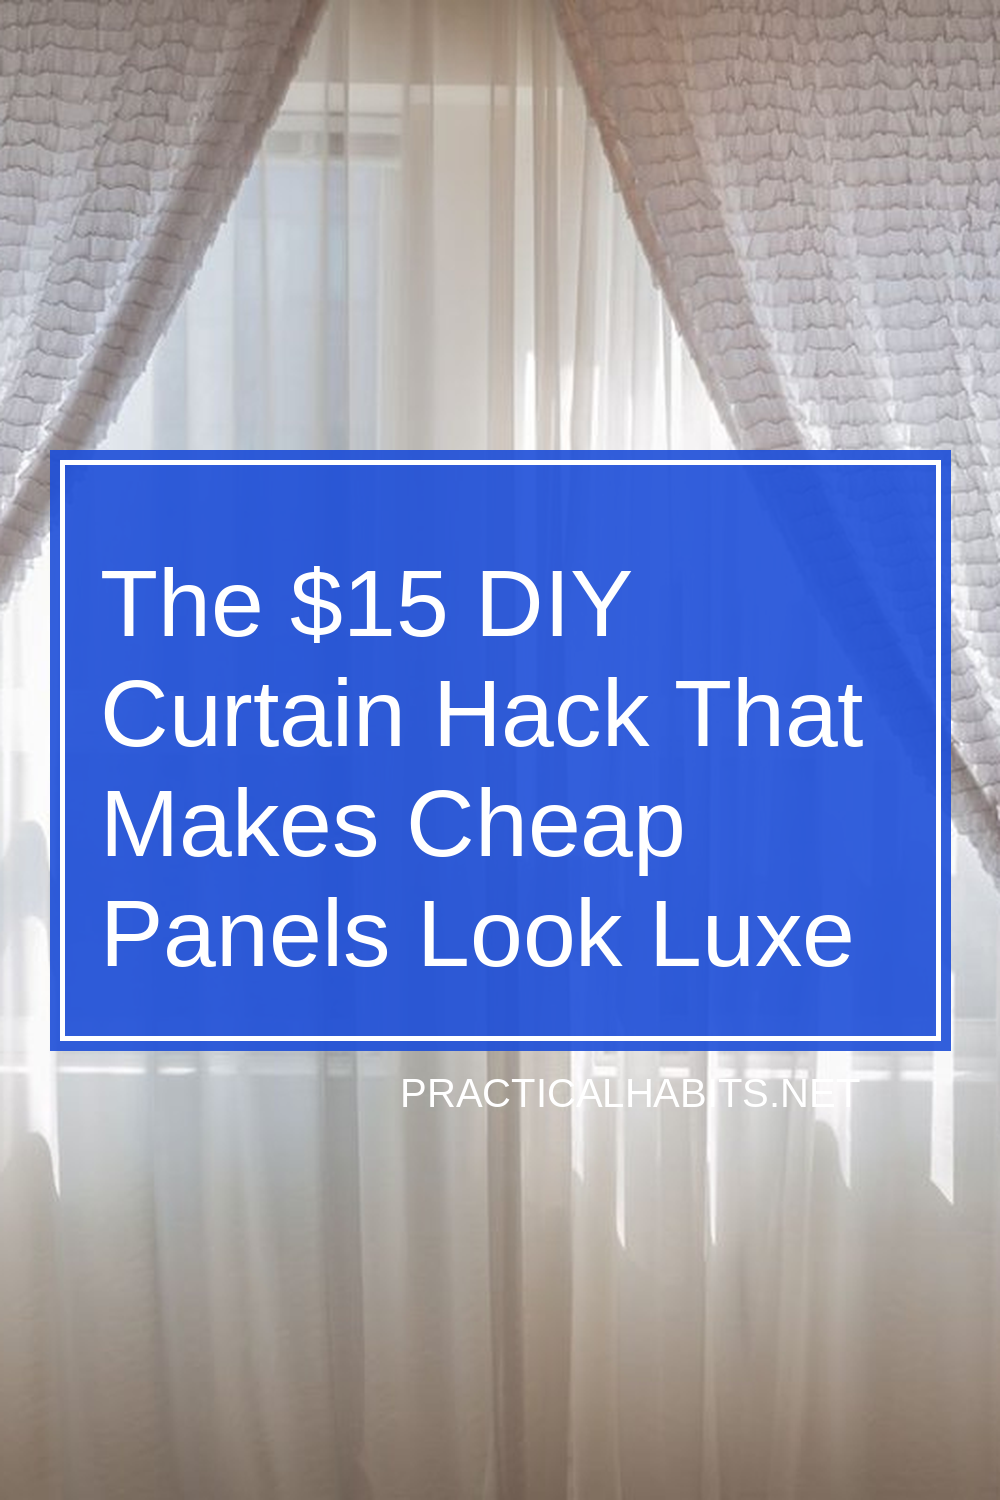 The $15 DIY
Curtain Hack That
Makes Cheap
Panels Look Luxe
PRACTICALHABITS.NET